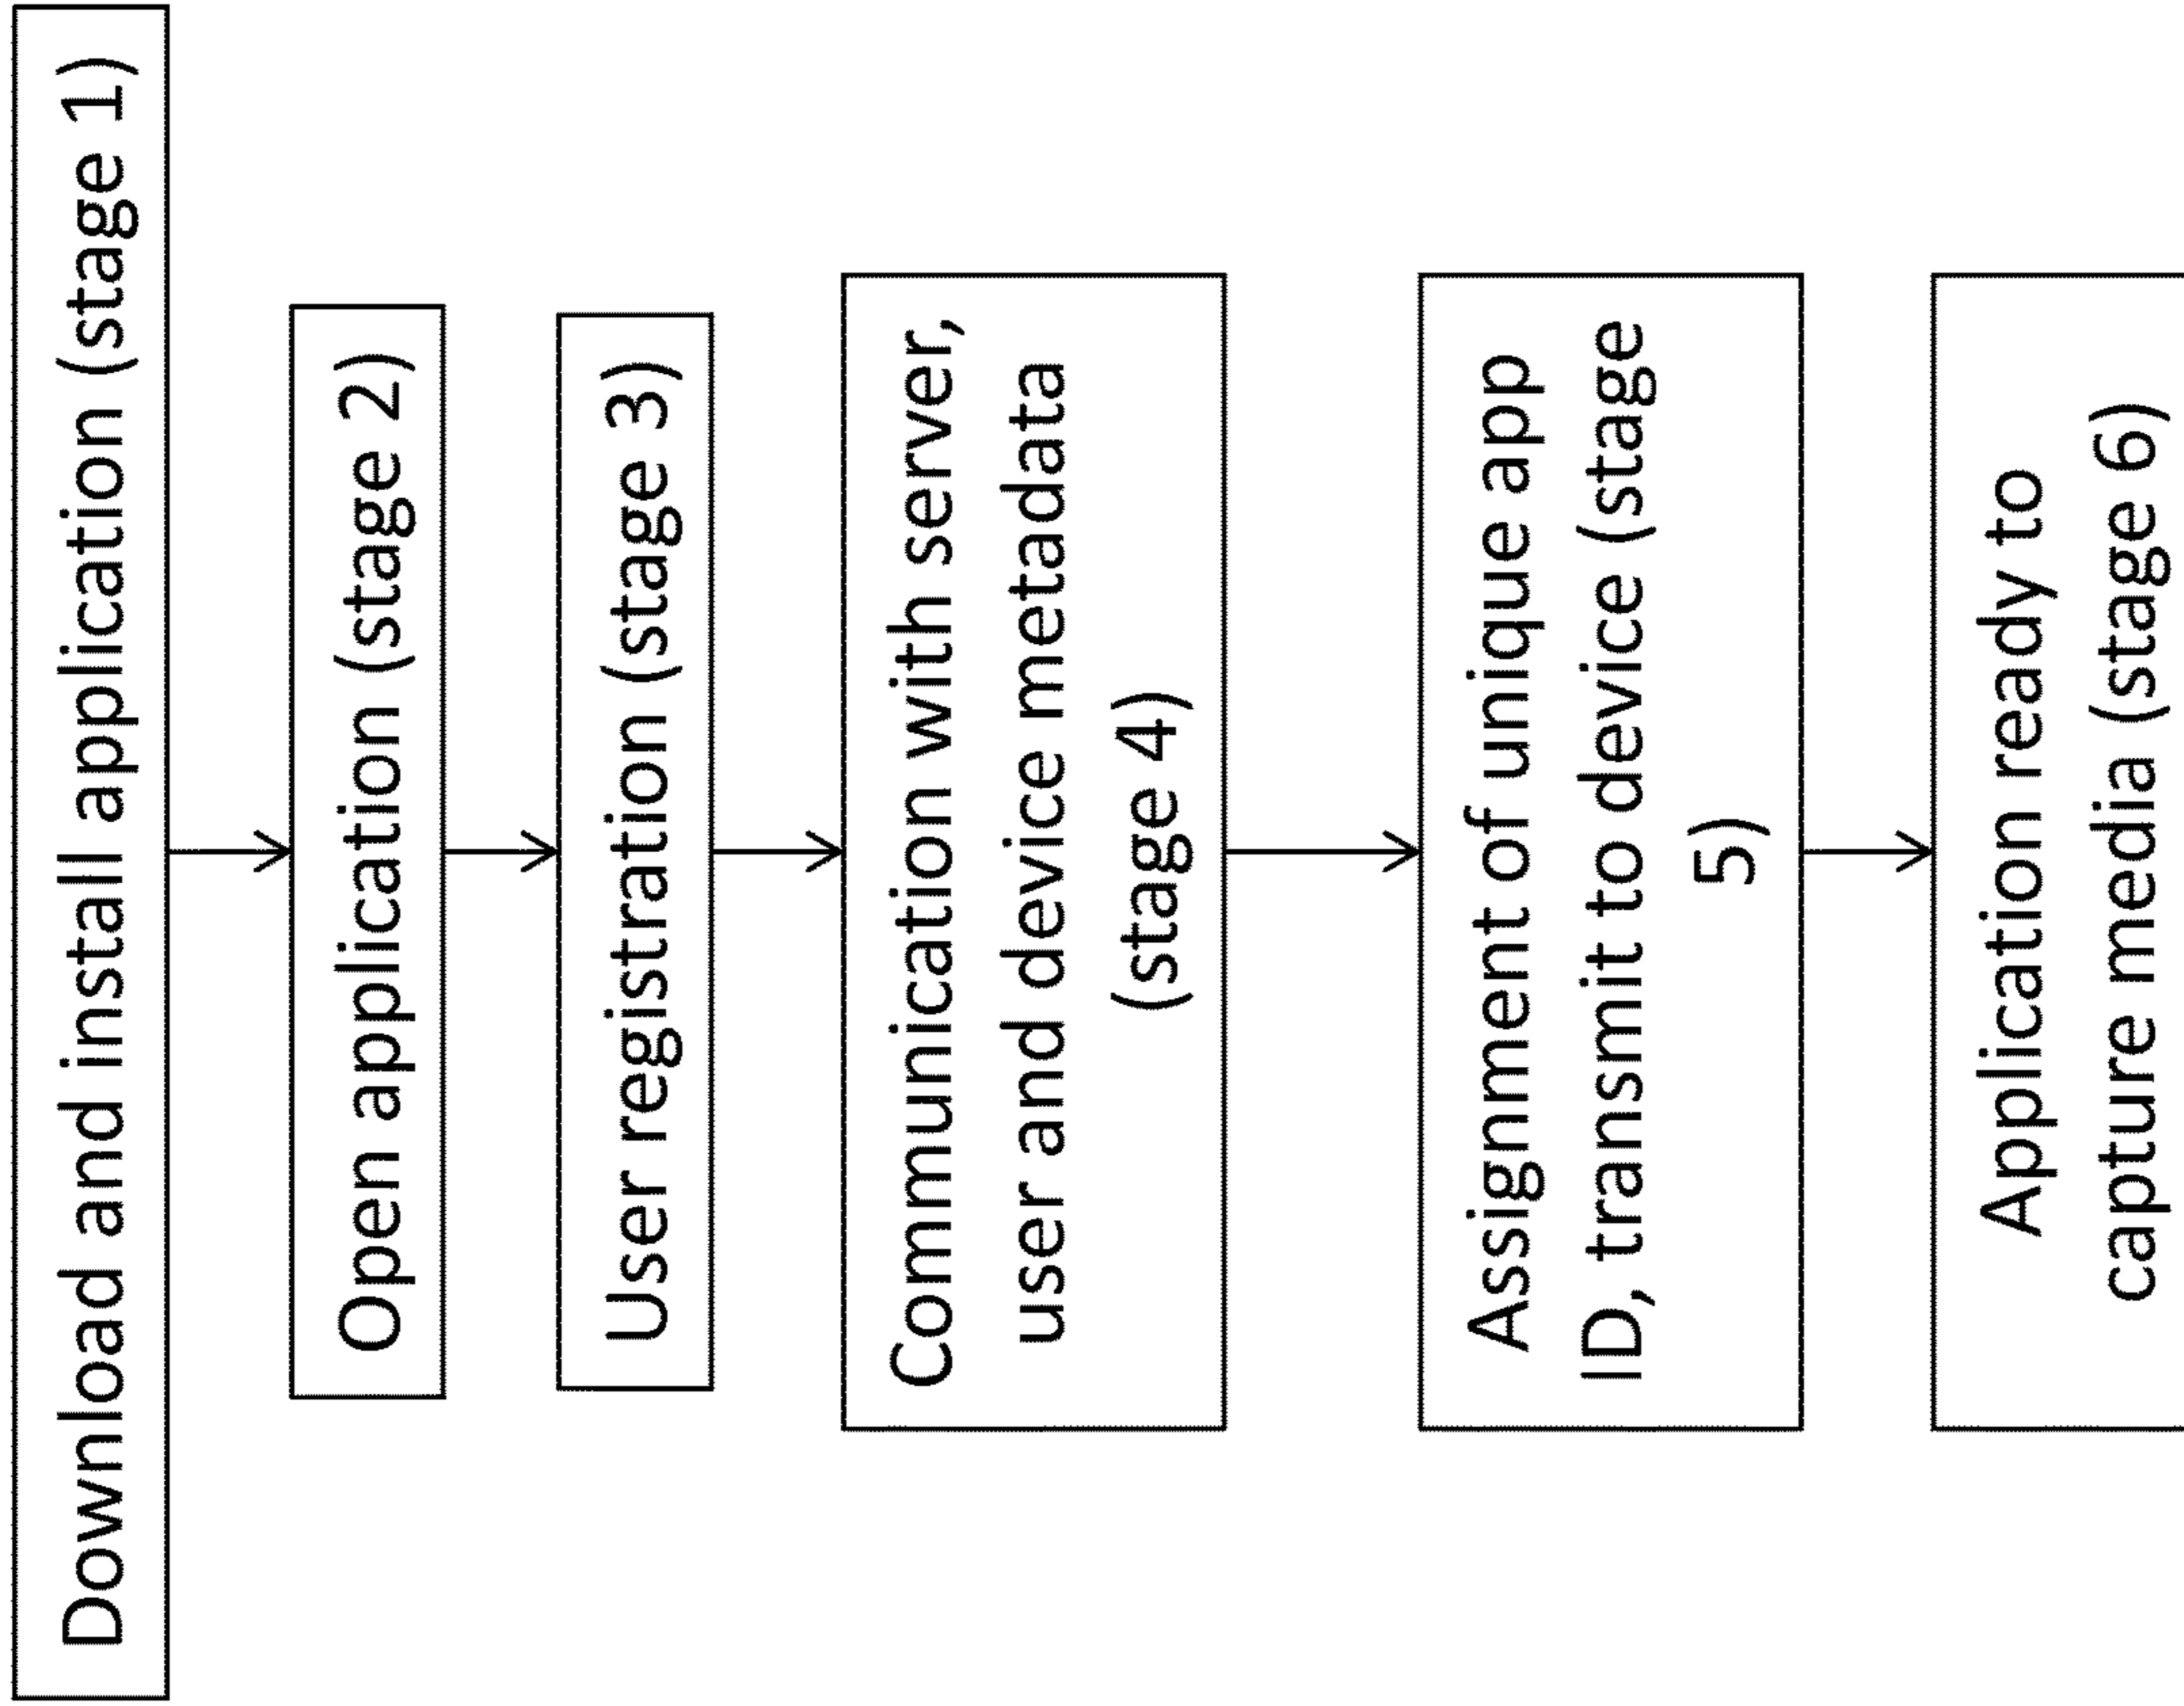 Download and install application (stage 1)
Open application (stage 2)
User registration (stage 3)
Communication with server,
user and device metadata
(stage 4)
Assignment of unique app
ID, transmit to device (stage
5)
Application ready to
capture media (stage 6)